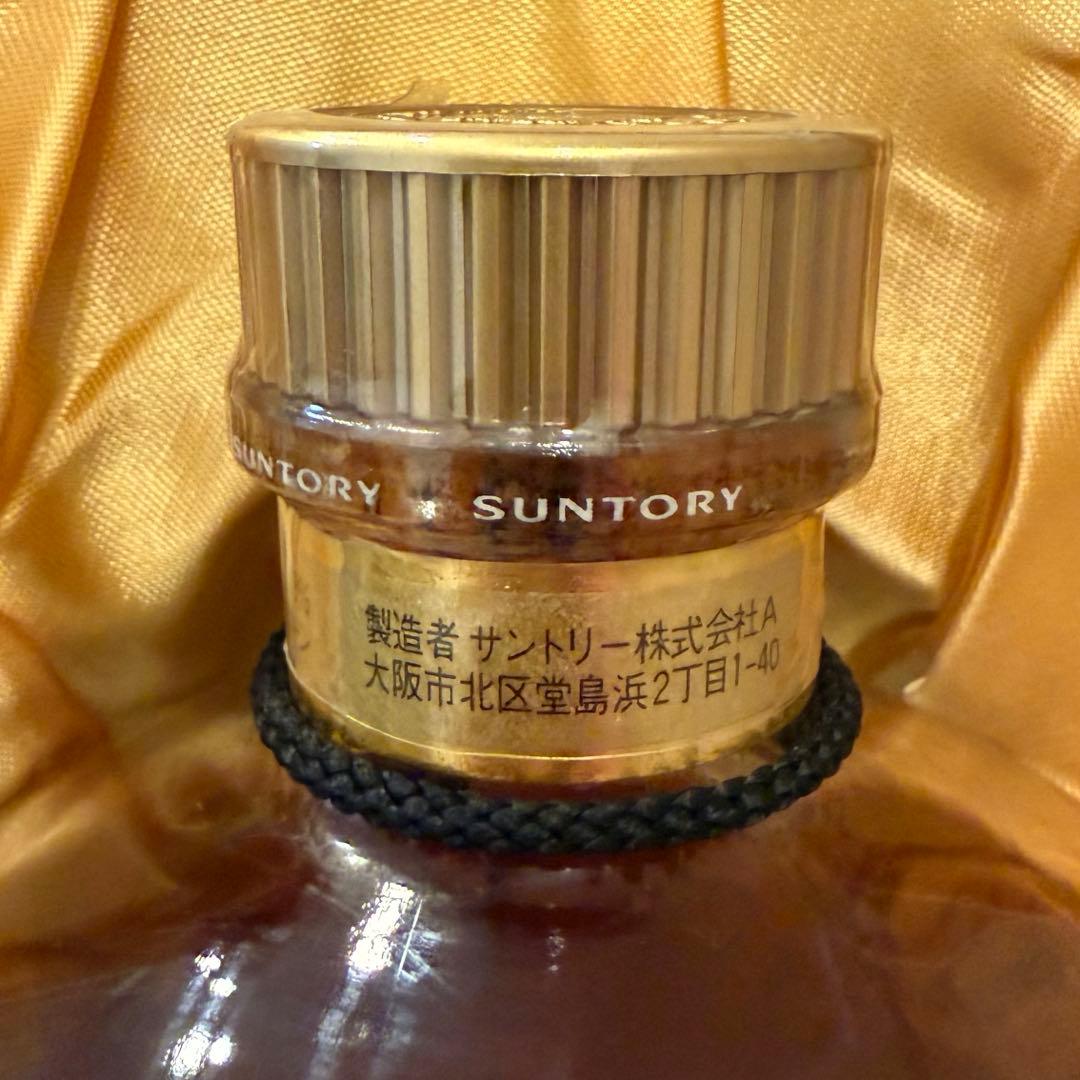 SUNTORY SUNTORY
製造者 サントリー株式会社A
大阪市北区堂島浜2丁目1-40